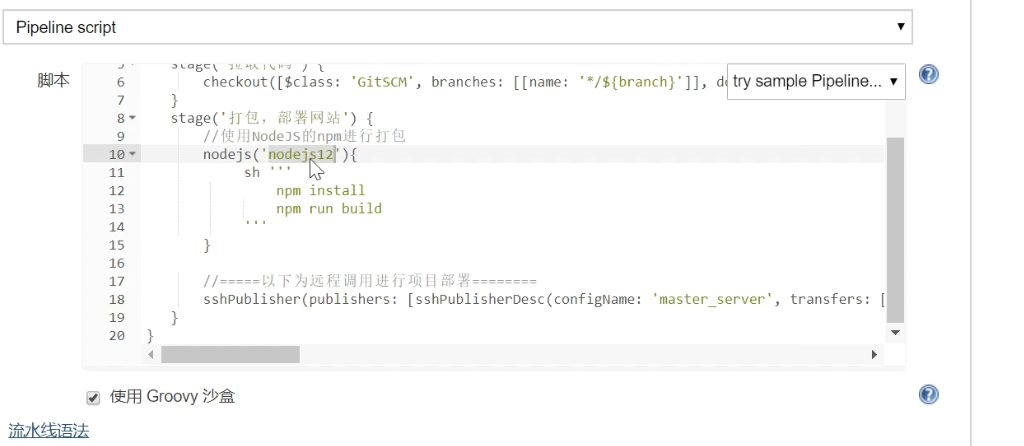 Pipeline script
脚本
5 stage('拉取代码') {
try sample Pipeline...
6 checkout([$class: 'GitSCM', branches: [[name: '*/${branch}']], d
7 }
8 stage('打包，部署网站') {
9 //使用NodeJS的npm进行打包
10 nodejs('nodejs12'){
11 sh '''
12 npm install
13 npm run build
14 '''
15 }
16
17 //=====以下为远程调用进行项目部署========
18 sshPublisher(publishers: [sshPublisherDesc(configName: 'master_server', transfers: [
19 }
20 }
使用 Groovy 沙盒
流水线语法